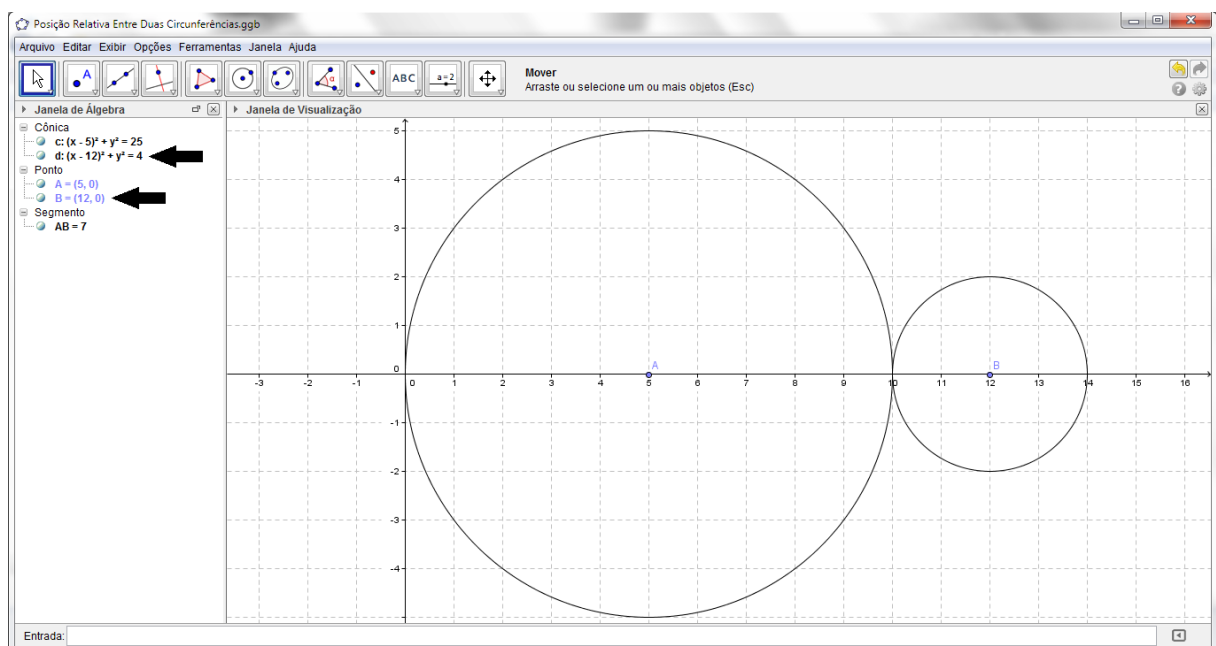 Posição Relativa Entre Duas Circunferências.ggb
Arquivo Editar Exibir Opções Ferramentas Janela Ajuda
A
ABC
a=2
Mover
Arraste ou selecione um ou mais objetos (Esc)
Janela de Álgebra
Janela de Visualização
Cônica
c: (x - 5)² + y² = 25
d: (x - 12)² + y² = 4
Ponto
A = (5, 0)
B = (12, 0)
Segmento
AB = 7
5
4
3
2
1
0
-1
-2
-3
-4
-3 -2 -1 0 1 2 3 4 5 6 7 8 9 10 11 12 13 14 15 16
A
B
Entrada: